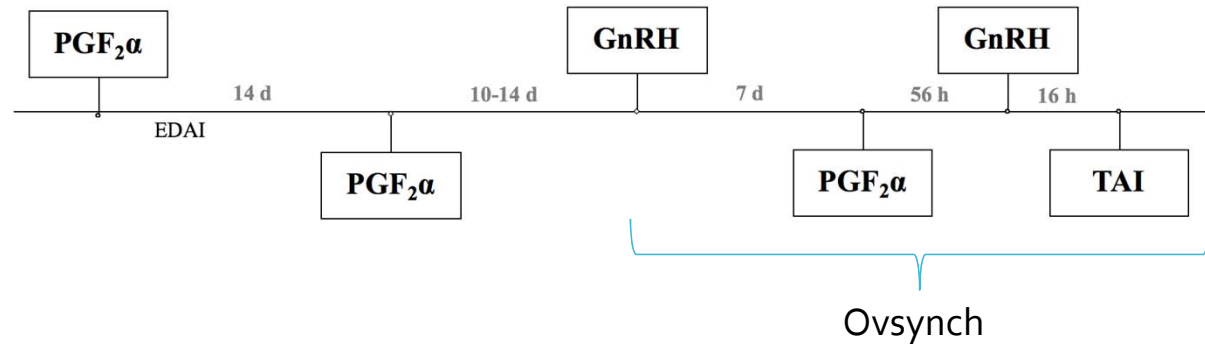 PGF₂α
GnRH
GnRH
14 d
10-14 d
7 d
56 h
16 h
EDAI
PGF₂α
PGF₂α
TAI
Ovsynch